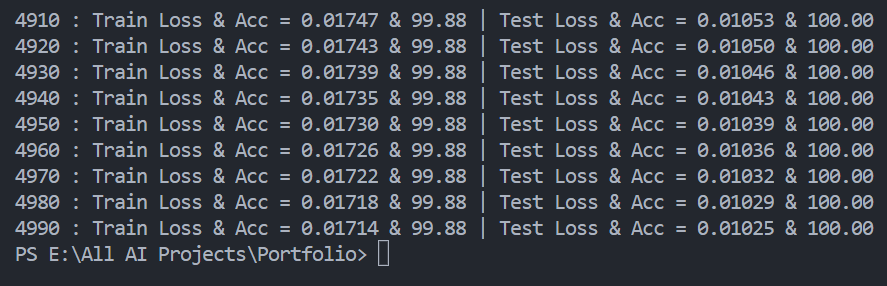 4910 : Train Loss & Acc = 0.01747 & 99.88 | Test Loss & Acc = 0.01053 & 100.00
4920 : Train Loss & Acc = 0.01743 & 99.88 | Test Loss & Acc = 0.01050 & 100.00
4930 : Train Loss & Acc = 0.01739 & 99.88 | Test Loss & Acc = 0.01046 & 100.00
4940 : Train Loss & Acc = 0.01735 & 99.88 | Test Loss & Acc = 0.01043 & 100.00
4950 : Train Loss & Acc = 0.01730 & 99.88 | Test Loss & Acc = 0.01039 & 100.00
4960 : Train Loss & Acc = 0.01726 & 99.88 | Test Loss & Acc = 0.01036 & 100.00
4970 : Train Loss & Acc = 0.01722 & 99.88 | Test Loss & Acc = 0.01032 & 100.00
4980 : Train Loss & Acc = 0.01718 & 99.88 | Test Loss & Acc = 0.01029 & 100.00
4990 : Train Loss & Acc = 0.01714 & 99.88 | Test Loss & Acc = 0.01025 & 100.00
PS E:\All AI Projects\Portfolio>